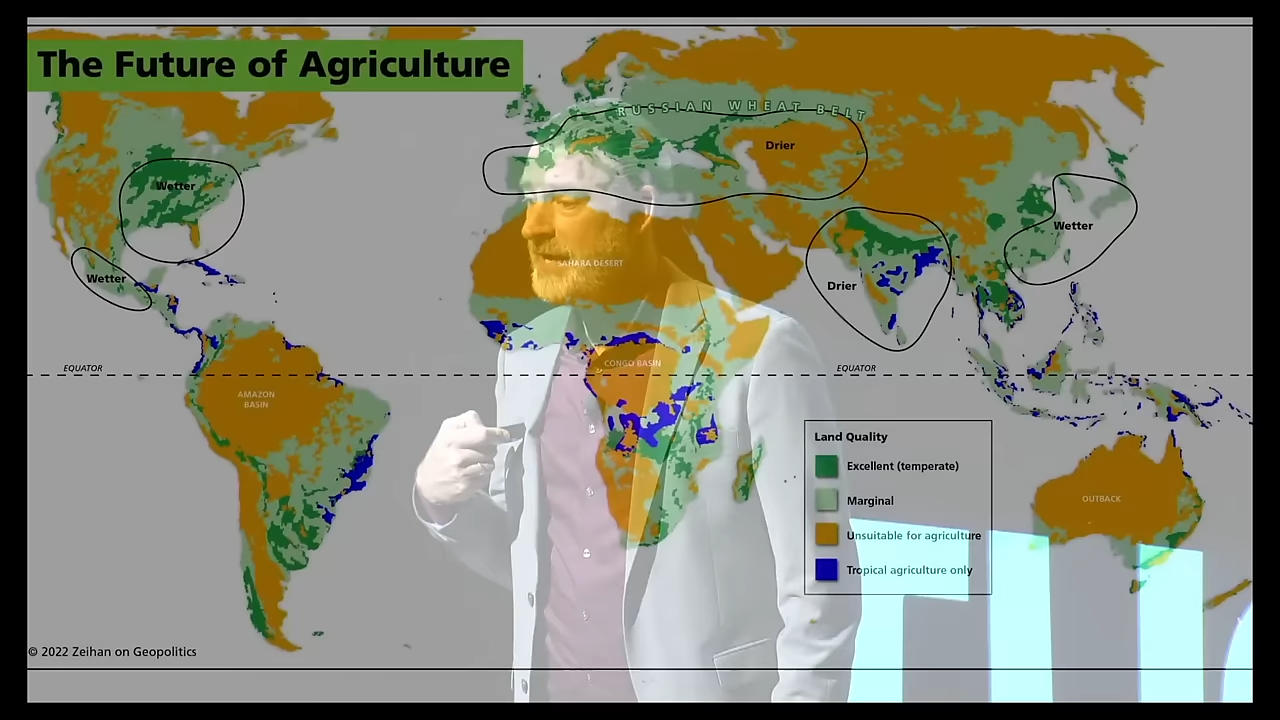 The Future of Agriculture
RUSSIAN WHEAT BELT
Drier
Wetter
Wetter
Wetter
Drier
SAHARA DESERT
CONGO BASIN
EQUATOR
EQUATOR
AMAZON
BASIN
Land Quality
Excellent (temperate)
Marginal
Unsuitable for agriculture
Tropical agriculture only
OUTBACK
© 2022 Zeihan on Geopolitics